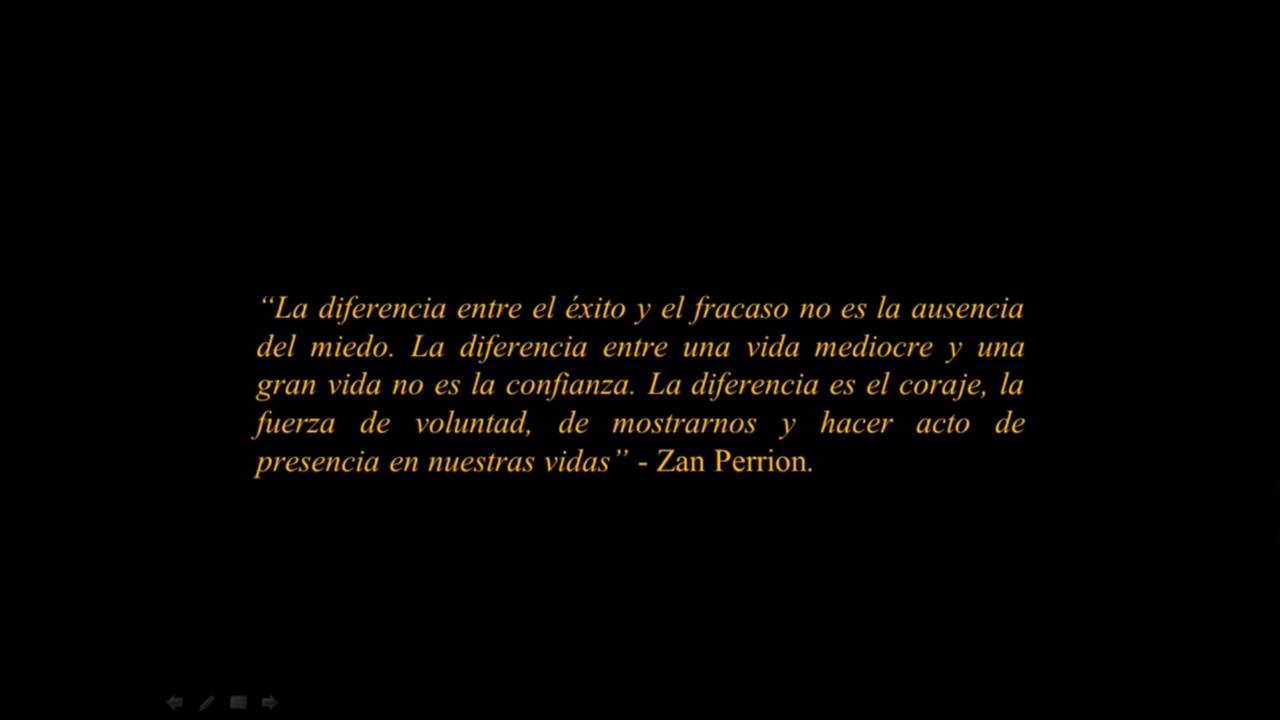 “La diferencia entre el éxito y el fracaso no es la ausencia
del miedo. La diferencia entre una vida mediocre y una
gran vida no es la confianza. La diferencia es el coraje, la
fuerza de voluntad, de mostrarnos y hacer acto de
presencia en nuestras vidas” - Zan Perrion.